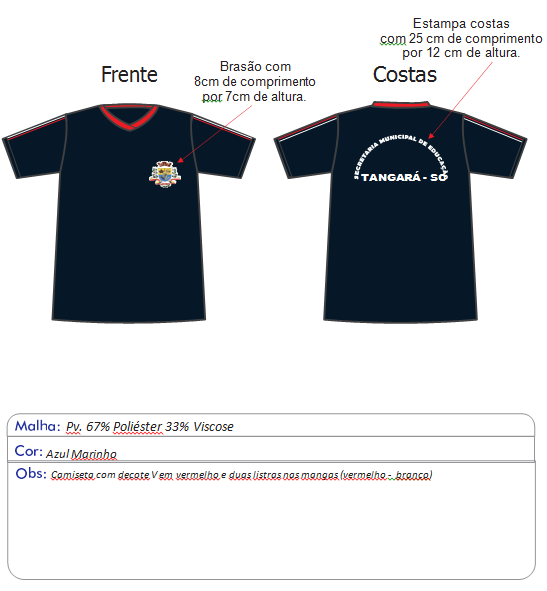 Estampa costas
com 25 cm de comprimento
por 12 cm de altura.
Brasão com
8cm de comprimento
por 7cm de altura.
Frente
Costas
SECRETARIA MUNICIPAL DE EDUCAÇÃ
TANGARÁ - SC
Malha: Pv. 67% Poliéster 33% Viscose
Cor: Azul Marinho
Obs: Camiseta com decote V em vermelho e duas listras nas mangas (vermelho - branco)